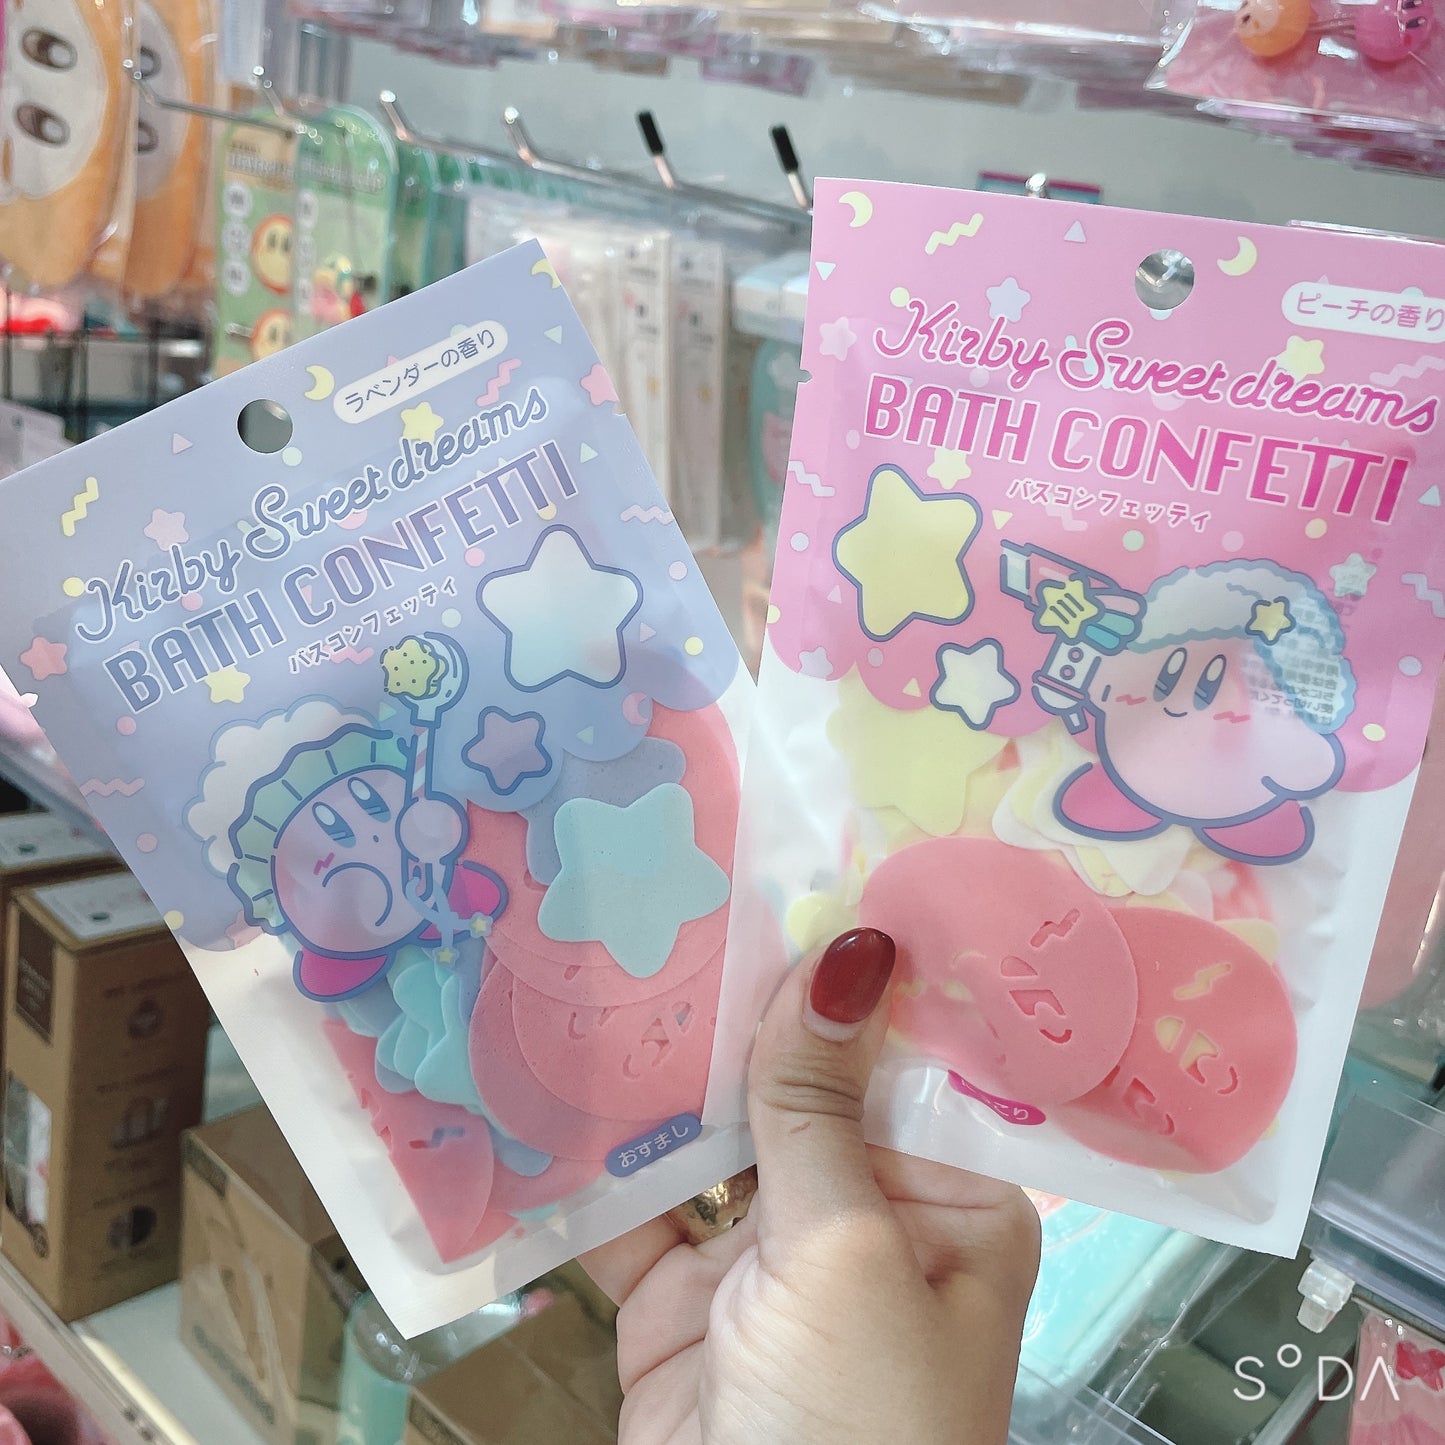 ラベンダーの香り
Kirby Sweet dreams
BATH CONFETTI
バスコンフェッティ
おすまし
ピーチの香り
Kirby Sweet dreams
BATH CONFETTI
バスコンフェッティ
SODA